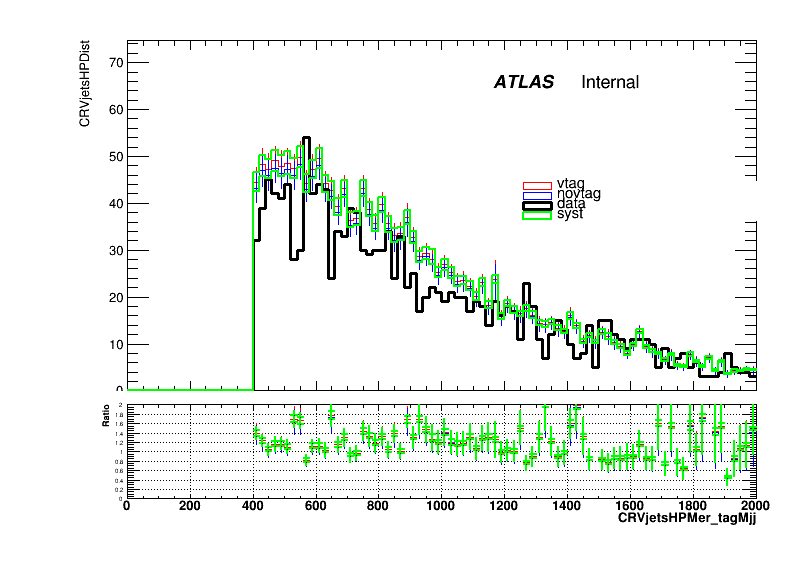 CRVjetsHPDist
70
60
50
40
30
20
10
0
ATLAS Internal
vtag
novtag
data
syst
Ratio
2
1.8
1.6
1.4
1.2
1
0.8
0.6
0.4
0.2
0
0 200 400 600 800 1000 1200 1400 1600 1800 2000
CRVjetsHPMer_tagMjj